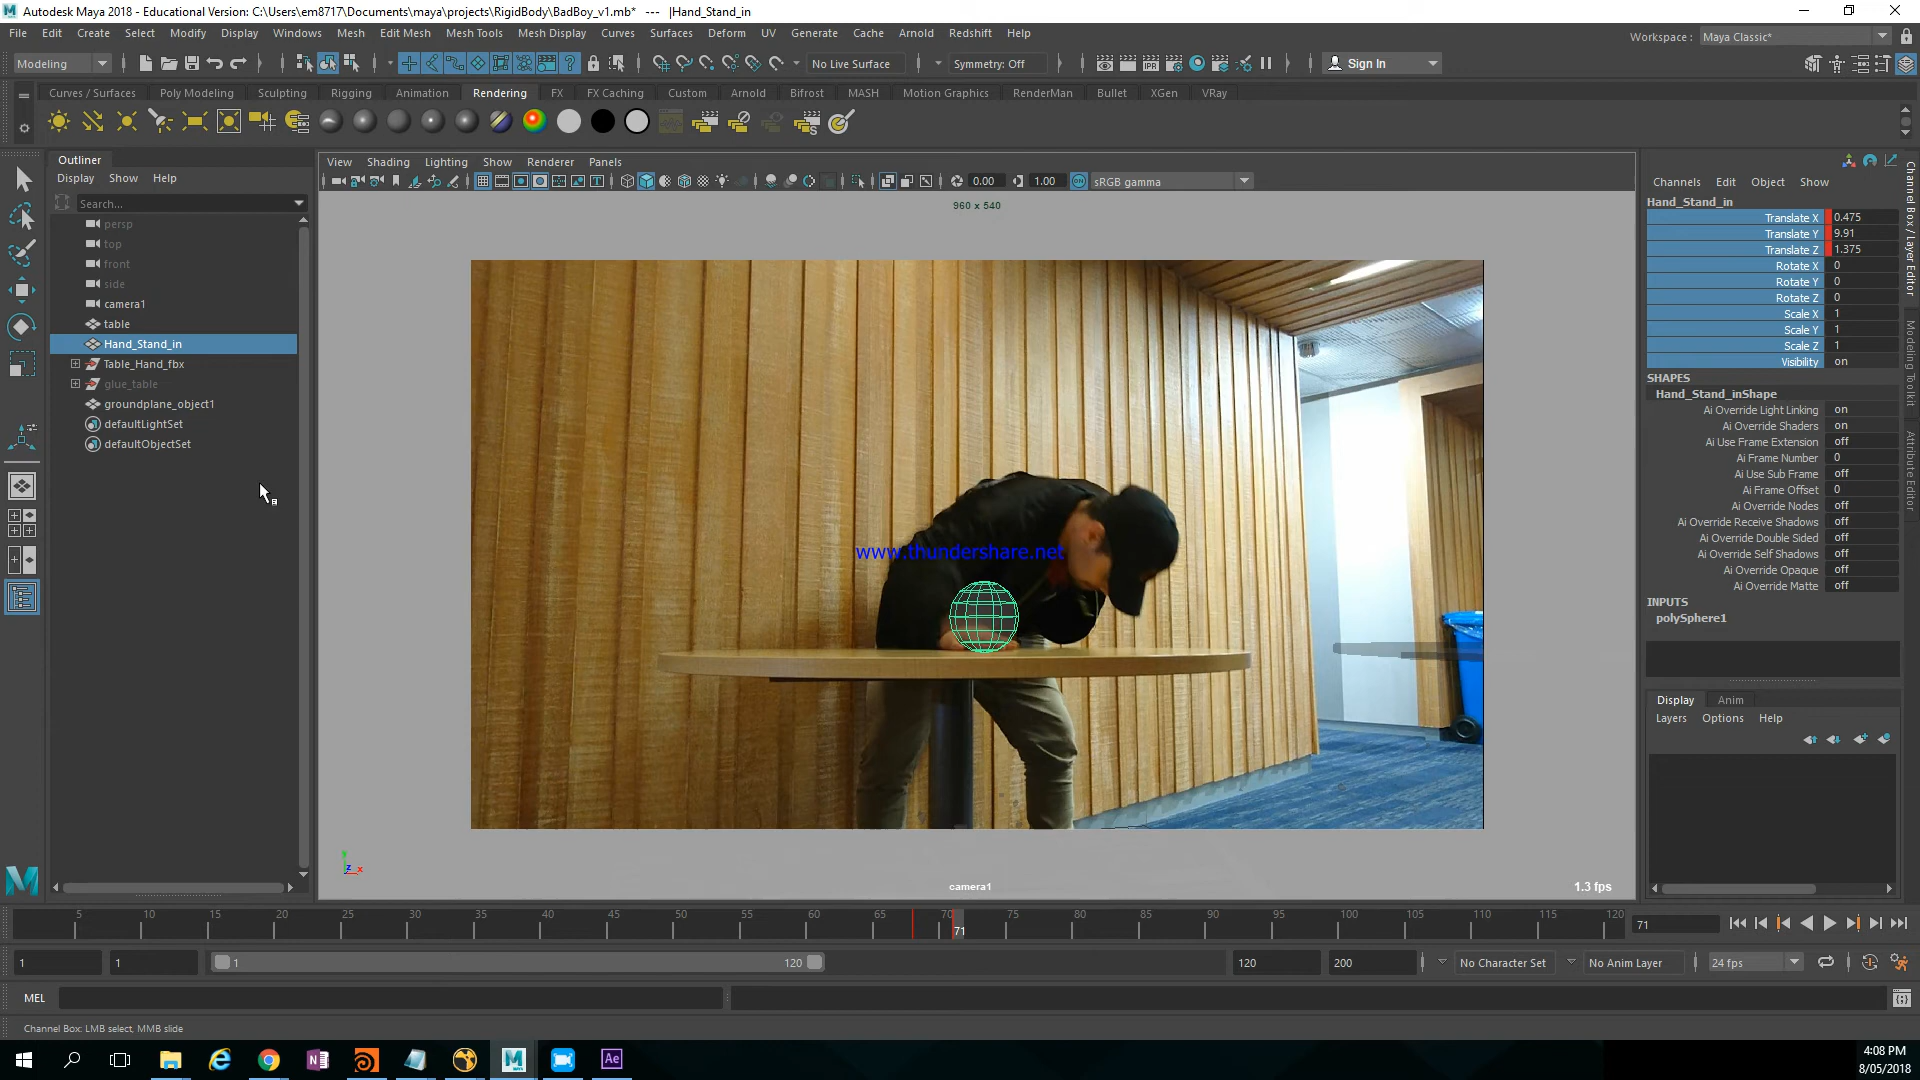 Autodesk Maya 2018 - Educational Version: C:\Users\em8717\Documents\maya\projects\RigidBody\BadBoy_v1.mb*   ---   |Hand_Stand_in
File Edit Create Select Modify Display Windows Mesh Edit Mesh Mesh Tools Mesh Display Curves Surfaces Deform UV Generate Cache Arnold Redshift Help
Workspace : Maya Classic*
Modeling No Live Surface Symmetry: Off Sign In
Curves / Surfaces Poly Modeling Sculpting Rigging Animation Rendering FX FX Caching Custom Arnold Bifrost MASH Motion Graphics RenderMan Bullet XGen VRay
Outliner
Display Show Help
Search...
persp
top
front
side
camera1
table
Hand_Stand_in
Table_Hand_fbx
glue_table
groundplane_object1
defaultLightSet
defaultObjectSet
View Shading Lighting Show Renderer Panels
0.00 1.00 sRGB gamma
960 x 540
www.thundershare.net
camera1
1.3 fps
Channels Edit Object Show
Hand_Stand_in
Translate X 0.475
Translate Y 9.91
Translate Z 1.375
Rotate X 0
Rotate Y 0
Rotate Z 0
Scale X 1
Scale Y 1
Scale Z 1
Visibility on
SHAPES
Hand_Stand_inShape
Ai Override Light Linking on
Ai Override Shaders on
Ai Use Frame Extension off
Ai Frame Number 0
Ai Use Sub Frame off
Ai Frame Offset 0
Ai Override Nodes off
Ai Override Receive Shadows off
Ai Override Double Sided off
Ai Override Self Shadows off
Ai Override Opaque off
Ai Override Matte off
INPUTS
polySphere1
Display Anim
Layers Options Help
Channel Box / Layer Editor
Modeling Toolkit
Attribute Editor
5 10 15 20 25 30 35 40 45 50 55 60 65 70 75 80 85 90 95 100 105 110 115 120
71
71
1 1 1 120 120 200 No Character Set No Anim Layer 24 fps
MEL
Channel Box: LMB select, MMB slide
4:08 PM
8/05/2018